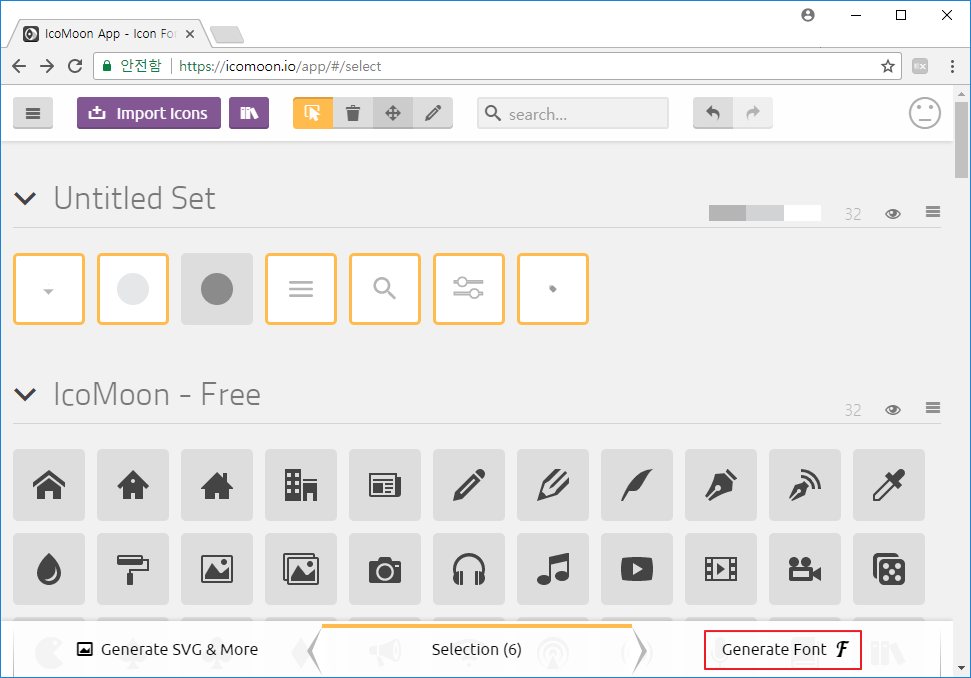 IcoMoon App - Icon Fo
안전함 https://icomoon.io/app/#/select
Import Icons search...
Untitled Set
32
IcoMoon - Free
32
Generate SVG & More Selection (6) Generate Font